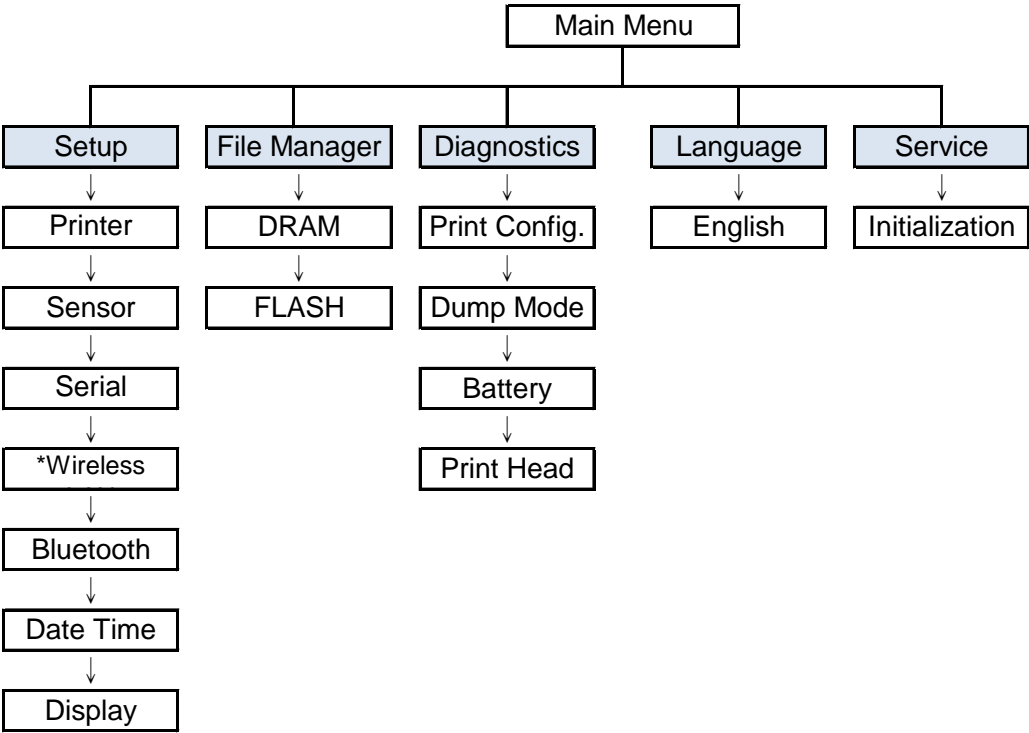 Main Menu
Setup
File Manager
Diagnostics
Language
Service
Printer
DRAM
Print Config.
English
Initialization
Sensor
FLASH
Dump Mode
Serial
Battery
*Wireless
Print Head
Bluetooth
Date Time
Display